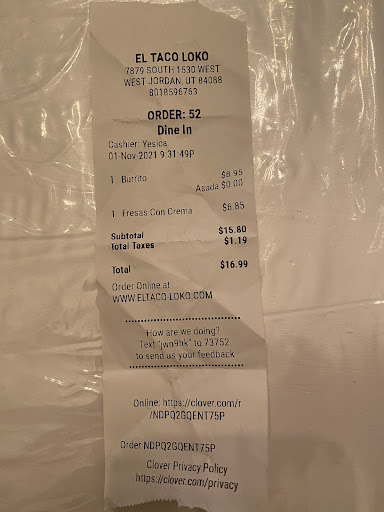 EL TACO LOKO
7879 SOUTH 1530 WEST
WEST JORDAN, UT 84088
8018596763
ORDER: 52
Dine In
Cashier: Yesica
01-Nov-2021 9:31:49P
1 Burrito $8.95
Asada $0.00
1 Fresas Con Crema $6.85
Subtotal $15.80
Total Taxes $1.19
Total $16.99
Order Online at
WWW.ELTACO-LOKO.COM
How are we doing?
Text "jwn9hk" to 73752
to send us your feedback
Online: https://clover.com/r
/NDPQ2GQENT75P
Order NDPQ2GQENT75P
Clover Privacy Policy
https://clover.com/privacy